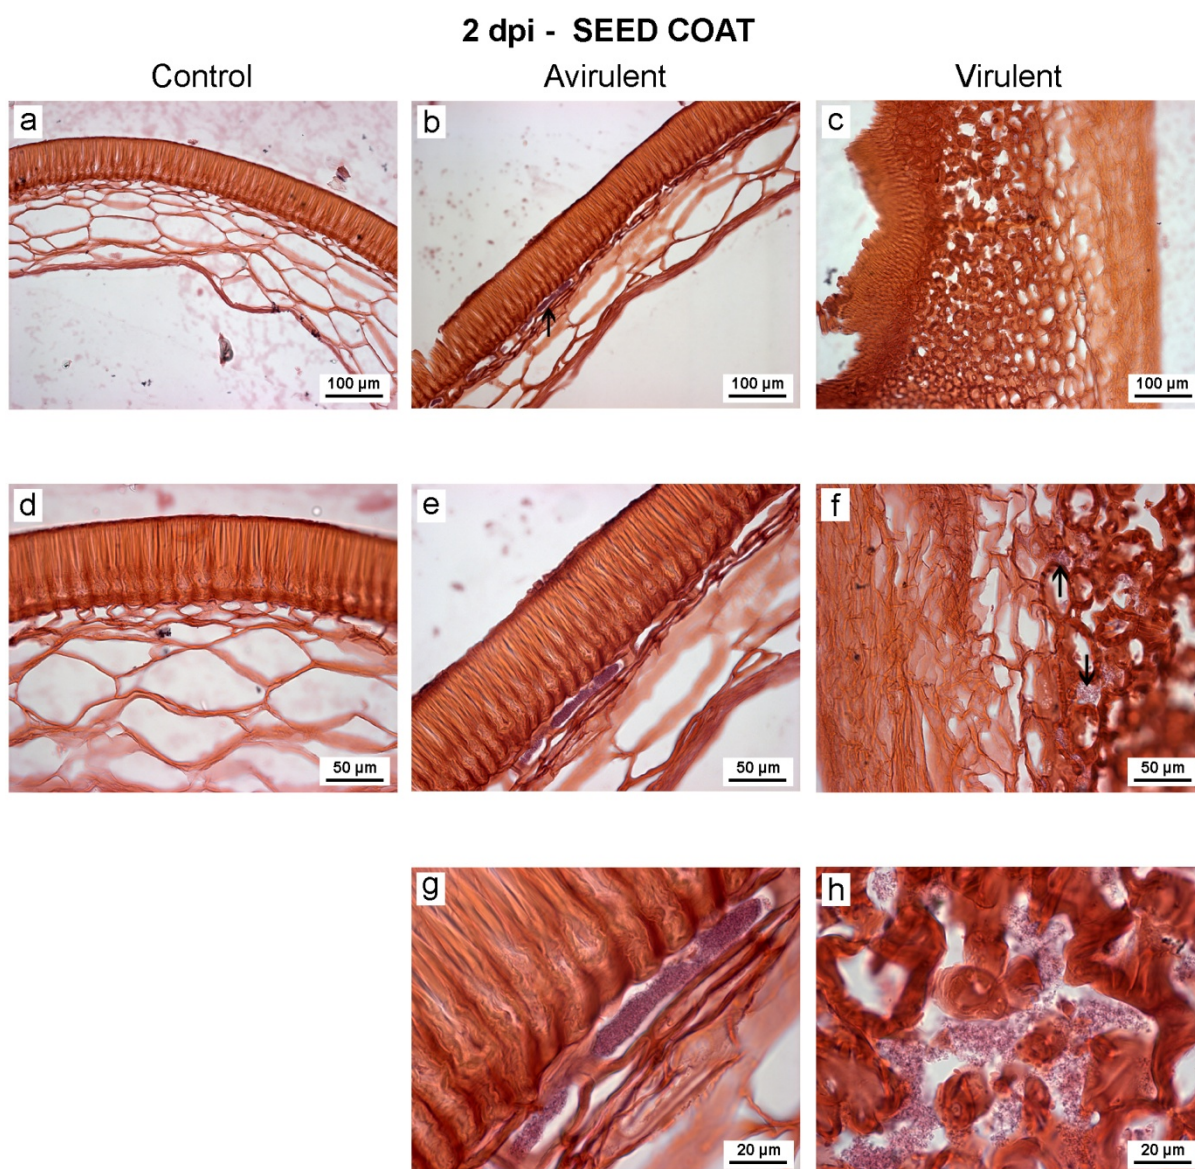 2 dpi - SEED COAT
Control Avirulent Virulent
a b c
100 µm 100 µm 100 µm
d e f
50 µm 50 µm 50 µm
g h
20 µm 20 µm